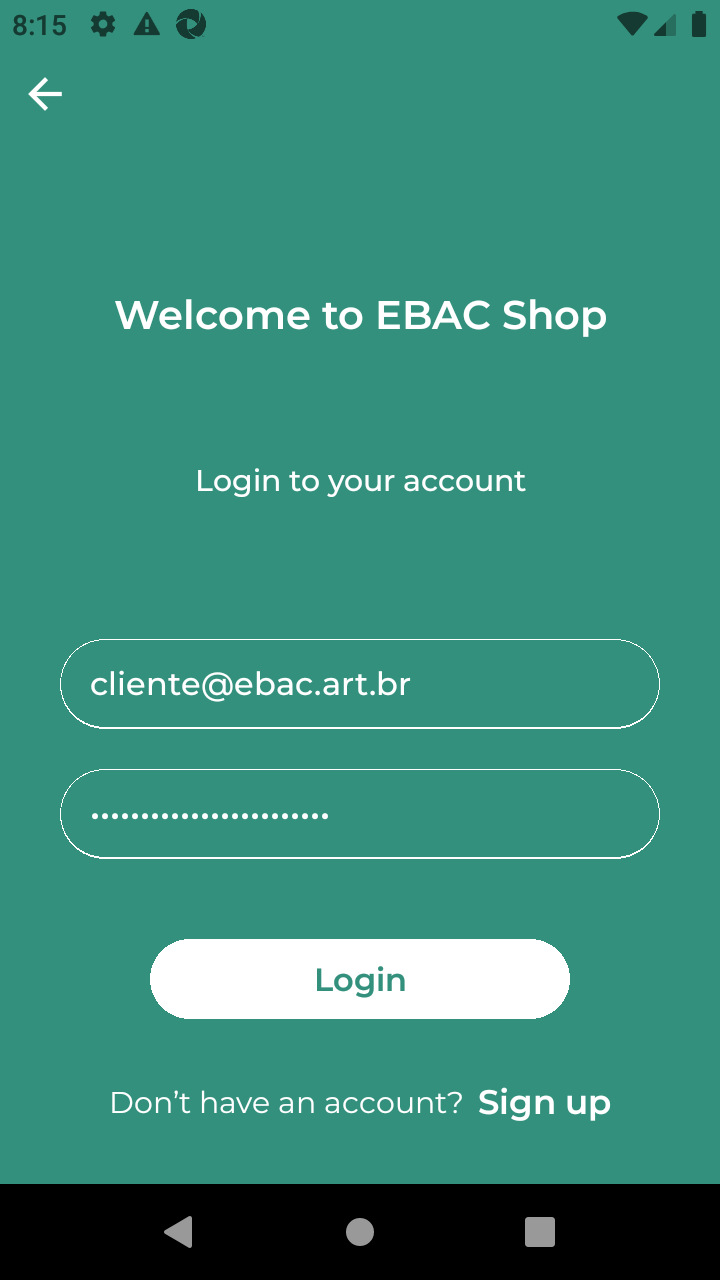 8:15
Welcome to EBAC Shop
Login to your account
cliente@ebac.art.br
••••••••••••••••••••••••
Login
Don’t have an account? Sign up